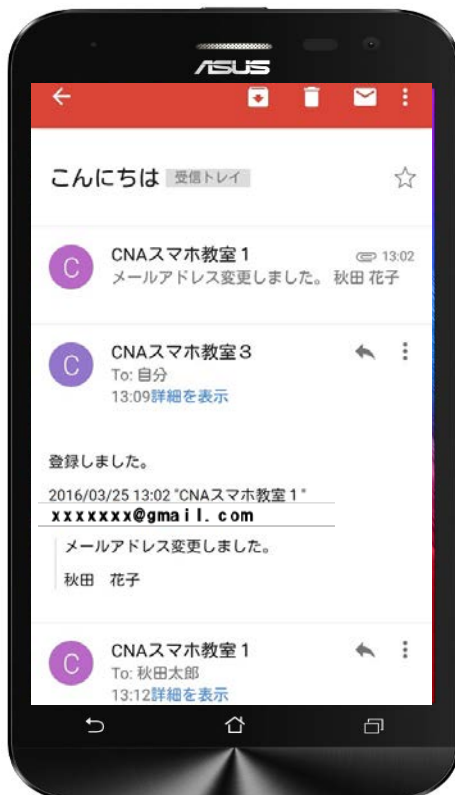 ASUS
こんにちは 受信トレイ
CNAスマホ教室1
13:02
メールアドレス変更しました。 秋田 花子
C
CNAスマホ教室3
To: 自分
13:09詳細を表示
C
登録しました。
2016/03/25 13:02 "CNAスマホ教室1"
xxxxxxx@gmail.com
メールアドレス変更しました。
秋田 花子
CNAスマホ教室1
To: 秋田太郎
13:12詳細を表示
C